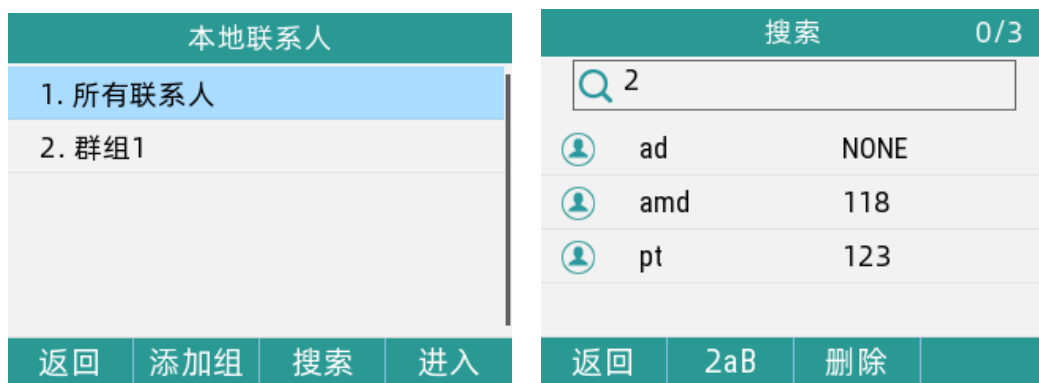 本地联系人
1. 所有联系人
2. 群组1
返回 添加组 搜索 进入
搜索 0/3
2
ad NONE
amd 118
pt 123
返回 2aB 删除